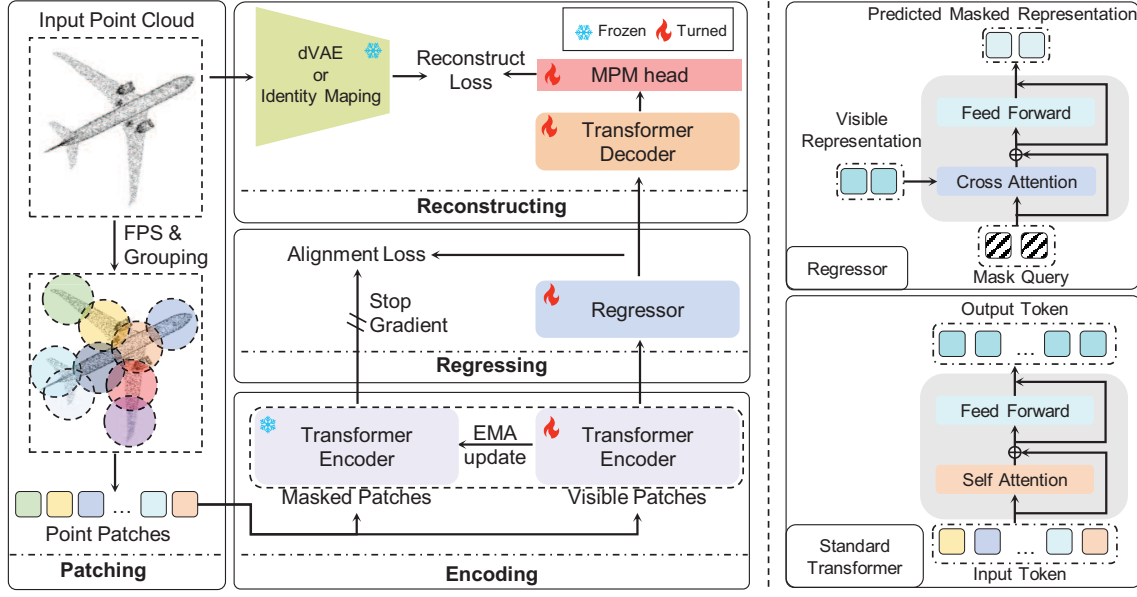 Input Point Cloud
FPS &
Grouping
...
Point Patches
Patching
dVAE
or
Identity Maping
Reconstruct
Loss
Frozen
Turned
MPM head
Transformer
Decoder
Reconstructing
Alignment Loss
Stop
Gradient
Regressor
Regressing
Transformer
Encoder
EMA
update
Transformer
Encoder
Masked Patches
Visible Patches
Encoding
Predicted Masked Representation
Feed Forward
Visible
Representation
Cross Attention
Mask Query
Regressor
Output Token
...
Feed Forward
Self Attention
...
Input Token
Standard
Transformer